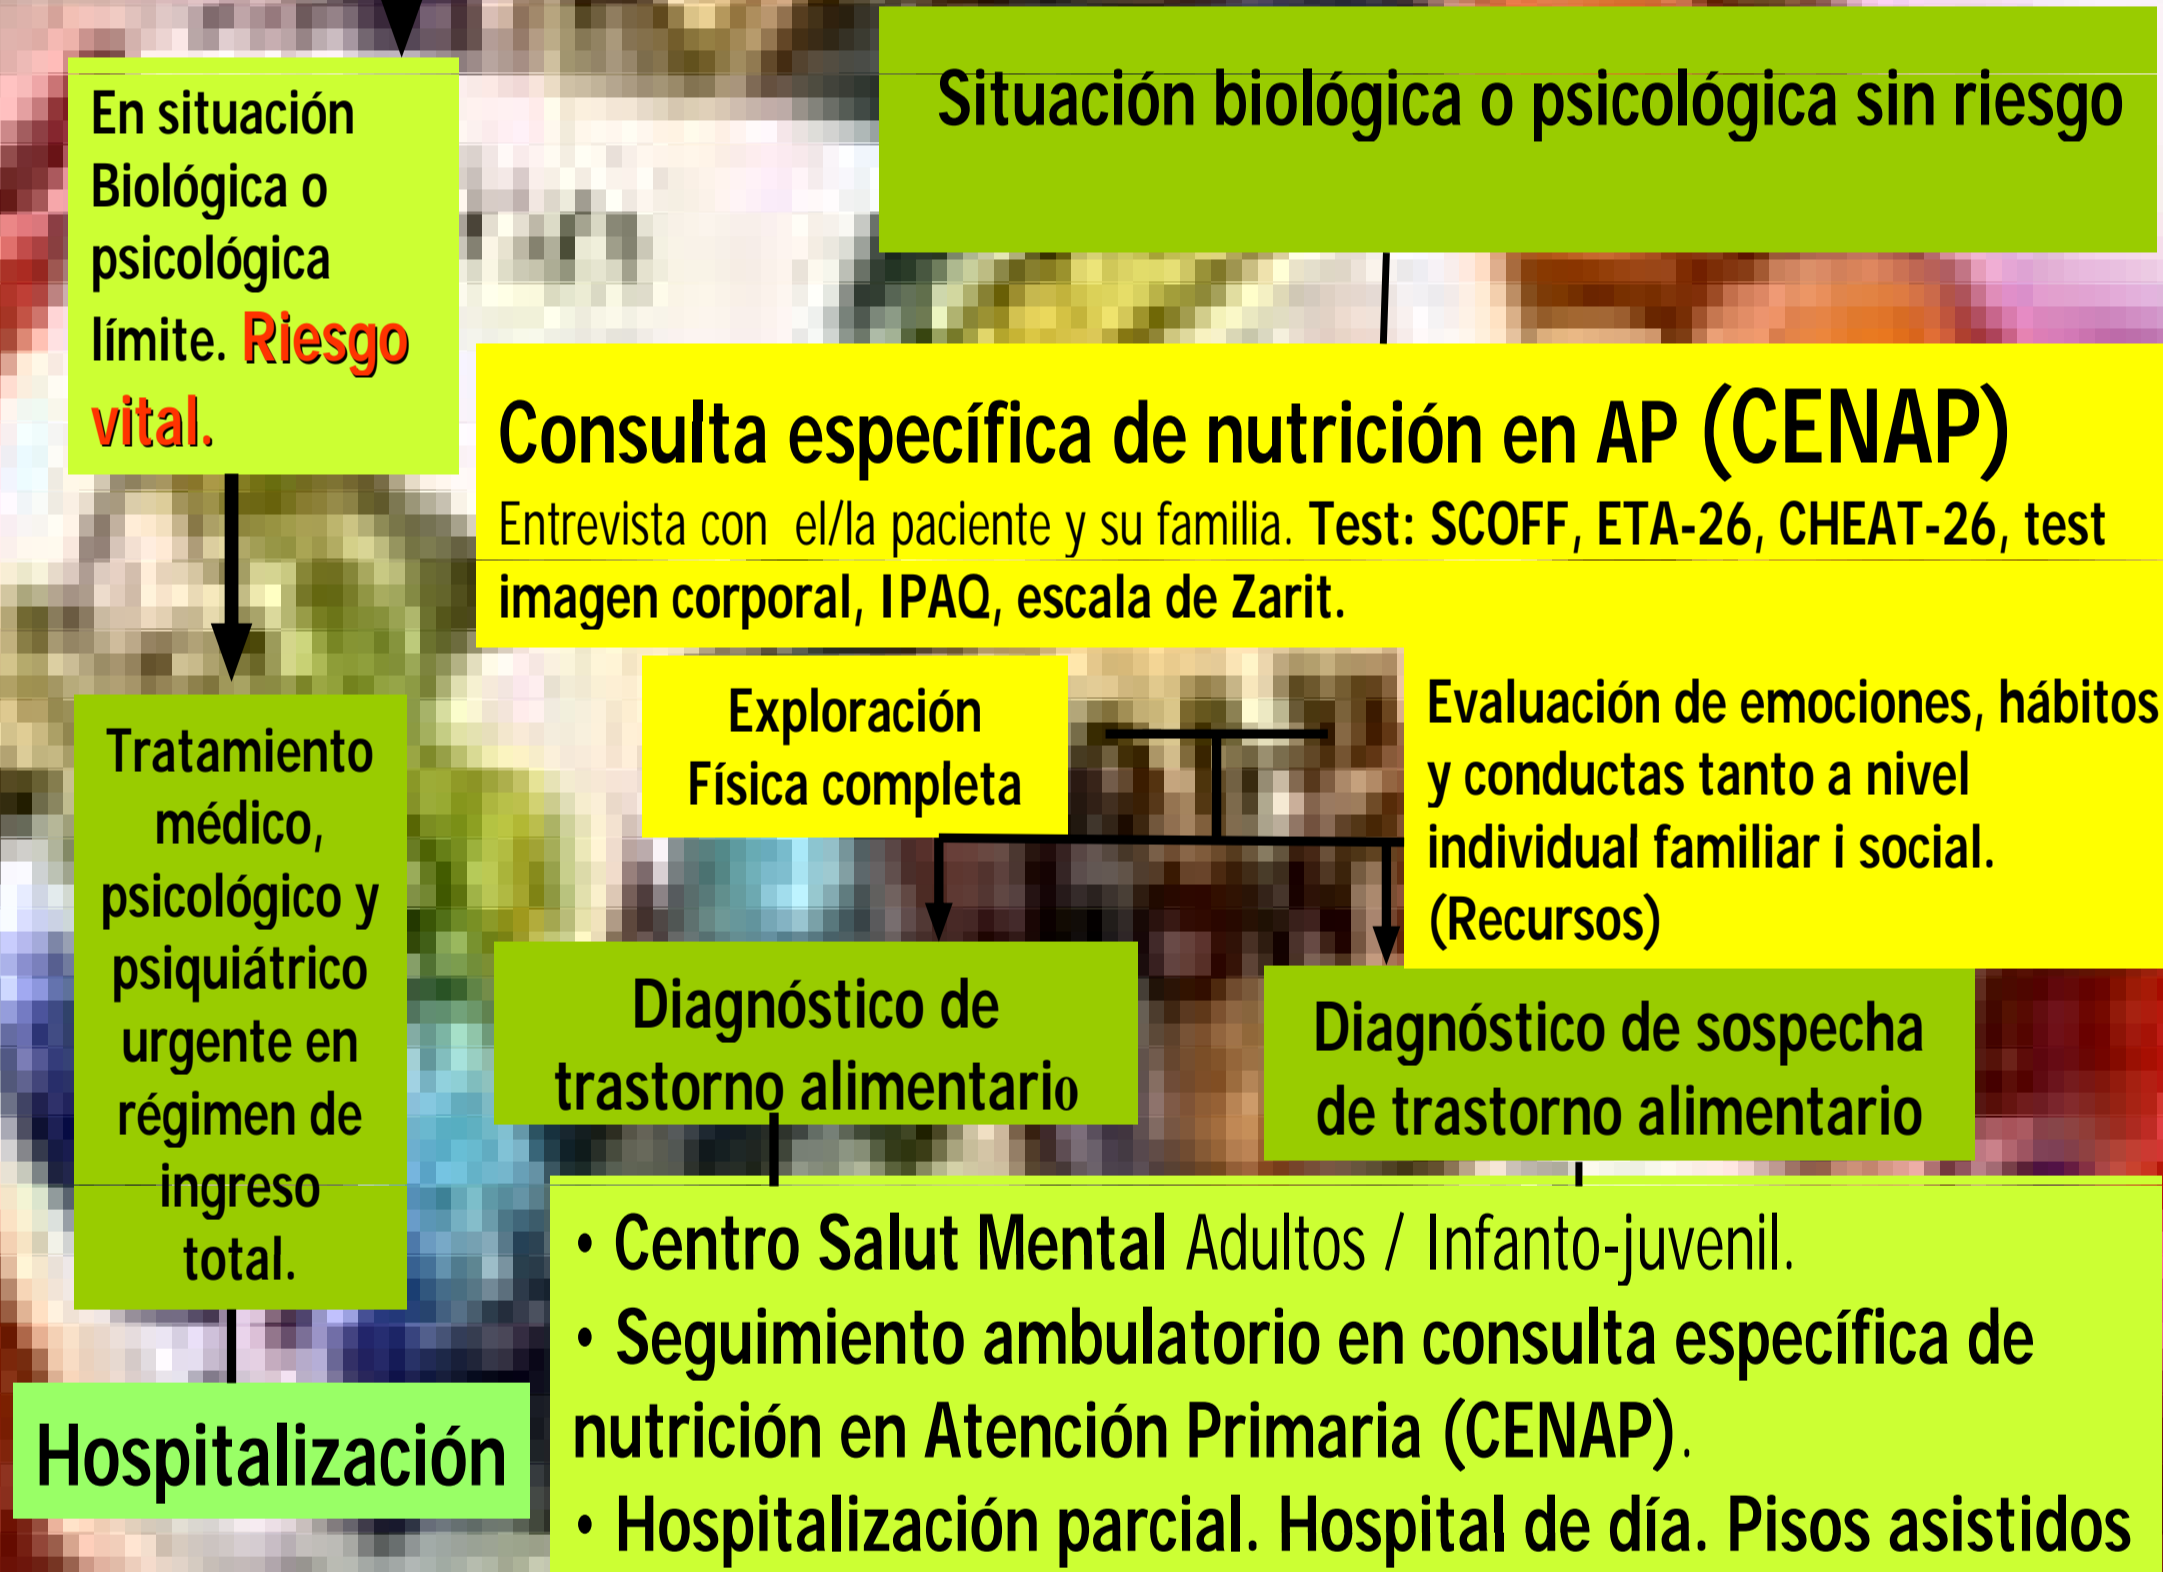 En situación
Biológica o
psicológica
límite. Riesgo
vital.
Situación biológica o psicológica sin riesgo
Consulta específica de nutrición en AP (CENAP)
Entrevista con el/la paciente y su familia. Test: SCOFF, ETA-26, CHEAT-26, test
imagen corporal, IPAQ, escala de Zarit.
Exploración
Física completa
Evaluación de emociones, hábitos
y conductas tanto a nivel
individual familiar i social.
(Recursos)
Tratamiento
médico,
psicológico y
psiquiátrico
urgente en
régimen de
ingreso
total.
Diagnóstico de
trastorno alimentario
Diagnóstico de sospecha
de trastorno alimentario
Hospitalización
• Centro Salut Mental Adultos / Infanto-juvenil.
• Seguimiento ambulatorio en consulta específica de
nutrición en Atención Primaria (CENAP).
• Hospitalización parcial. Hospital de día. Pisos asistidos